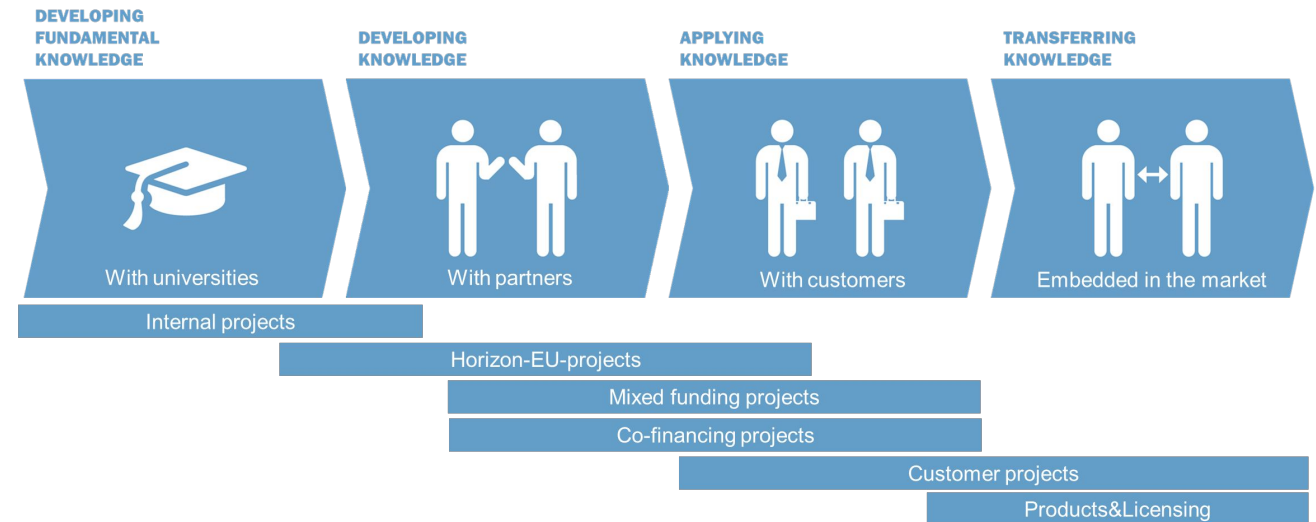 DEVELOPING
FUNDAMENTAL
KNOWLEDGE
DEVELOPING
KNOWLEDGE
APPLYING
KNOWLEDGE
TRANSFERRING
KNOWLEDGE
With universities
With partners
With customers
Embedded in the market
Internal projects
Horizon-EU-projects
Mixed funding projects
Co-financing projects
Customer projects
Products&Licensing